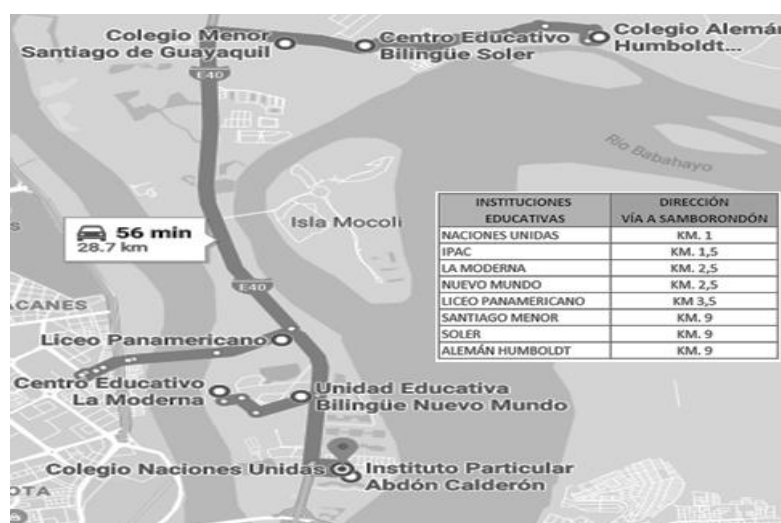 Colegio Menor
Santiago de Guayaquil
Centro Educativo
Bilingüe Soler
Colegio Alemán
Humboldt...
E40
Río Babahayo
Isla Mocoli
56 min
28.7 km
E40
INSTITUCIONES EDUCATIVAS DIRECCIÓN VÍA A SAMBORONDÓN
NACIONES UNIDAS KM. 1
IPAC KM. 1,5
LA MODERNA KM. 2,5
NUEVO MUNDO KM. 2,5
LICEO PANAMERICANO KM 3,5
SANTIAGO MENOR KM. 9
SOLER KM. 9
ALEMÁN HUMBOLDT KM. 9
ACANES
Liceo Panamericano
Centro Educativo
La Moderna
Unidad Educativa
Bilingüe Nuevo Mundo
Colegio Naciones Unidas
Instituto Particular
Abdón Calderón
OTA